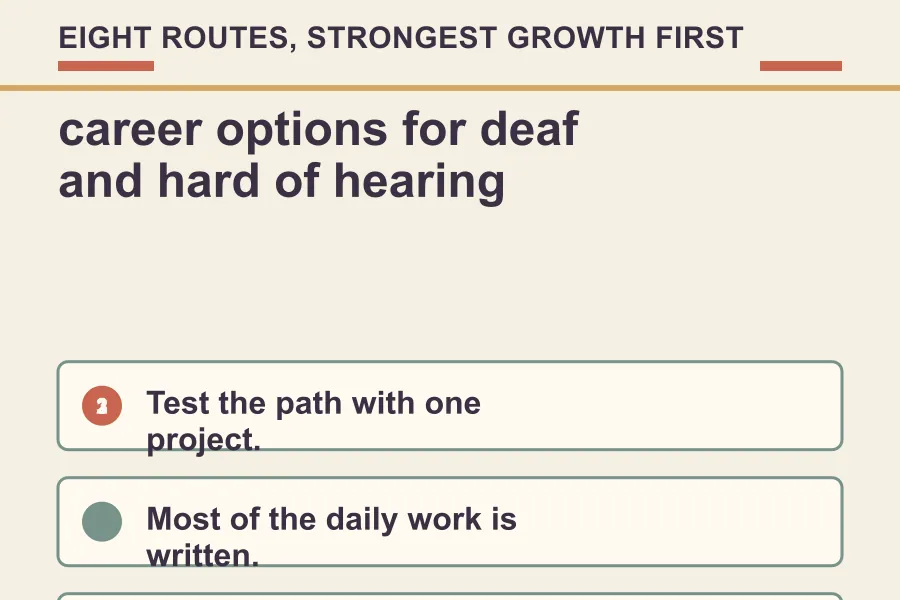 EIGHT ROUTES, STRONGEST GROWTH FIRST
career options for deaf
and hard of hearing
Test the path with one
project.
Most of the daily work is
written.